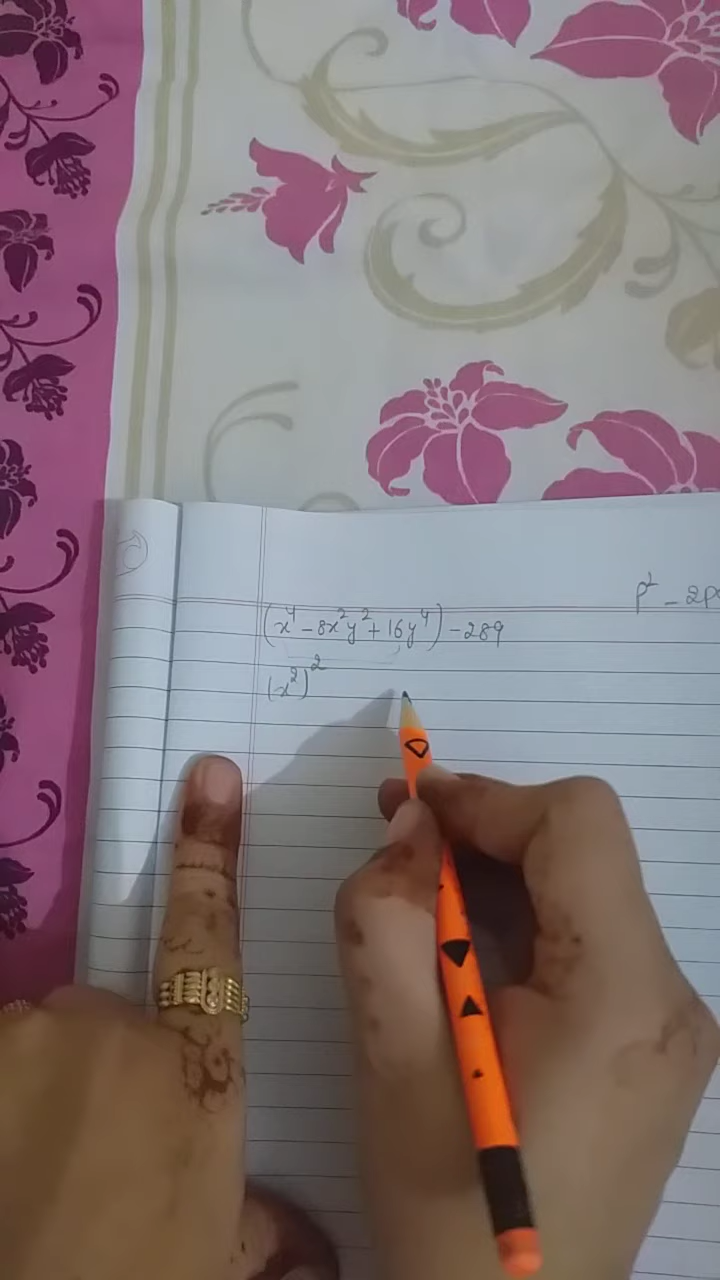 p² - 2p
(x⁴ - 8x²y² + 16y⁴) - 289
(x²)²